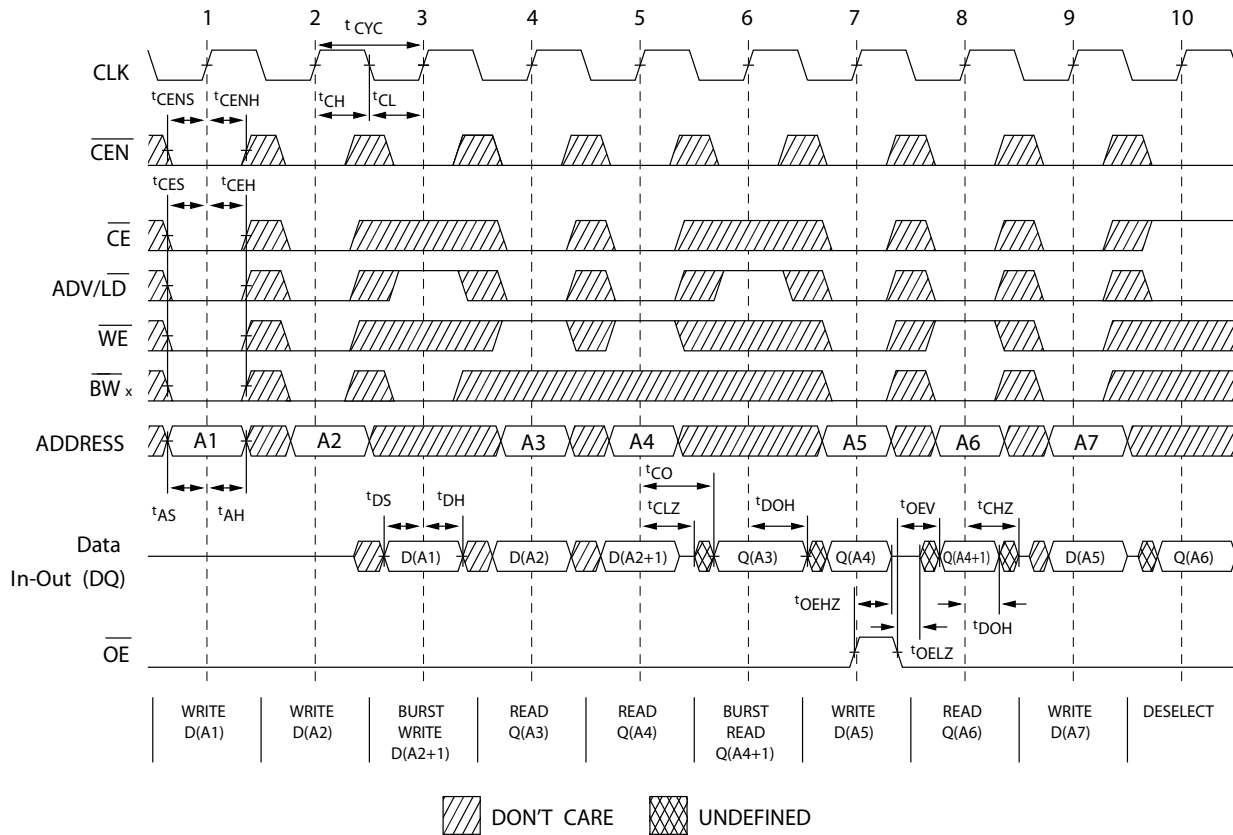 1 2 3 4 5 6 7 8 9 10
t CYC
CLK
tCENS tCENH tCH tCL
CEN
tCES tCEH
CE
ADV/LD
WE
BW x
ADDRESS A1 A2 A3 A4 A5 A6 A7
tCO
tDS tDH tCLZ tDOH tOEV tCHZ
tAS tAH
Data
In-Out (DQ)
D(A1) D(A2) D(A2+1) Q(A3) Q(A4) Q(A4+1) D(A5) Q(A6)
tOEHZ tDOH
tOELZ
OE
WRITE WRITE BURST READ READ BURST WRITE READ WRITE DESELECT
D(A1) D(A2) WRITE Q(A3) Q(A4) READ D(A5) Q(A6) D(A7)
D(A2+1) Q(A4+1)
DON'T CARE UNDEFINED